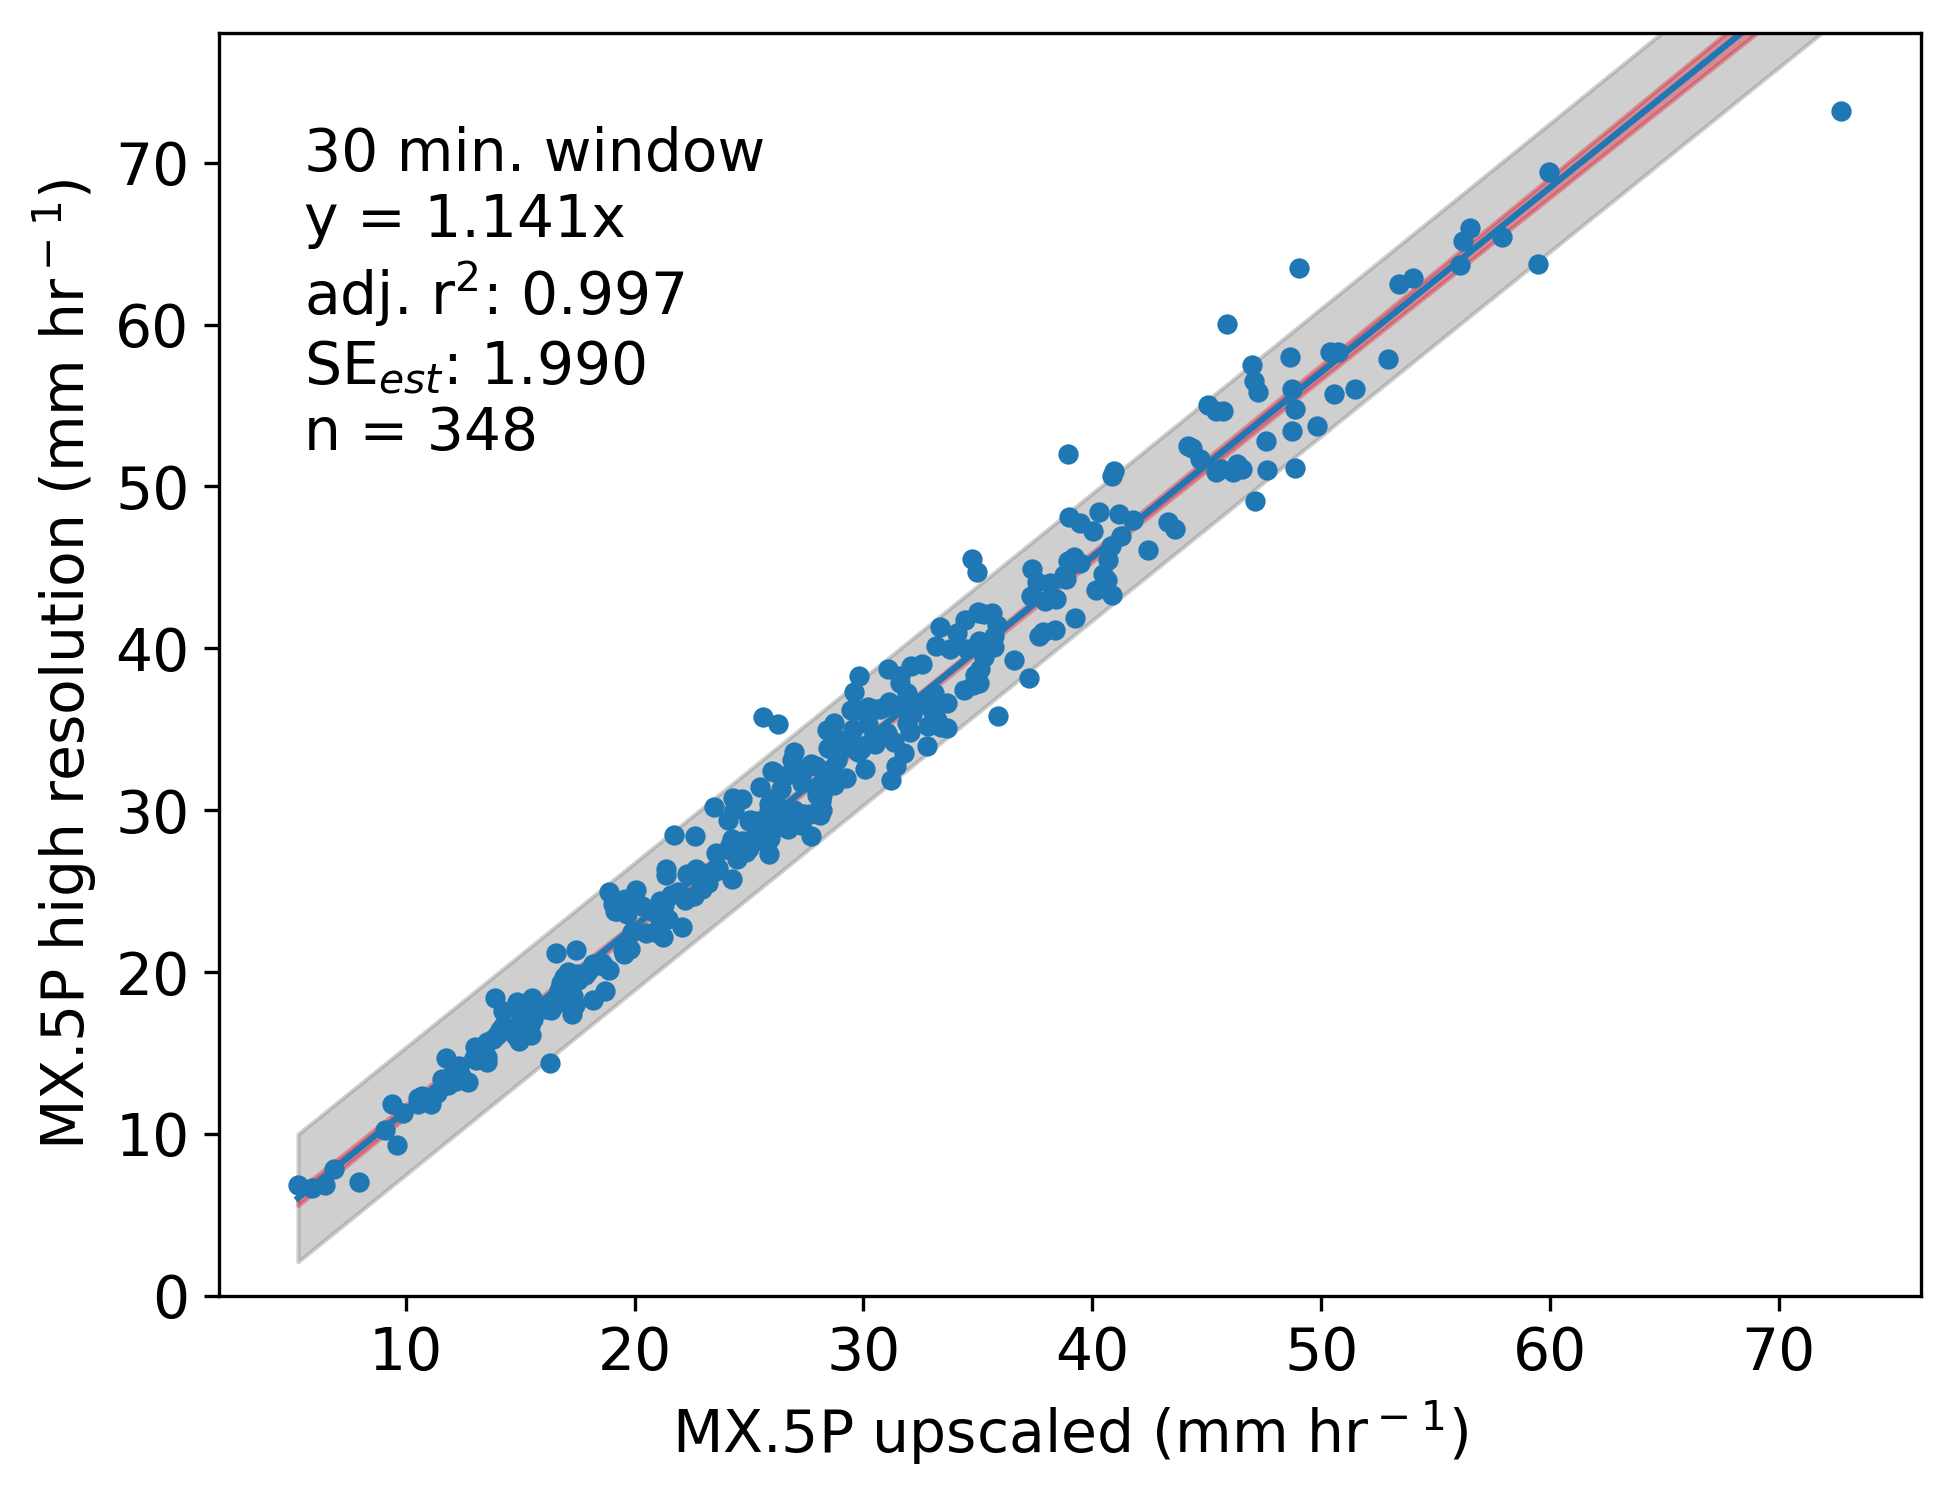 30 min. window
y = 1.141x
adj. r²: 0.997
SEest: 1.990
n = 348
MX.5P high resolution (mm hr⁻¹)
70
60
50
40
30
20
10
0
10 20 30 40 50 60 70
MX.5P upscaled (mm hr⁻¹)